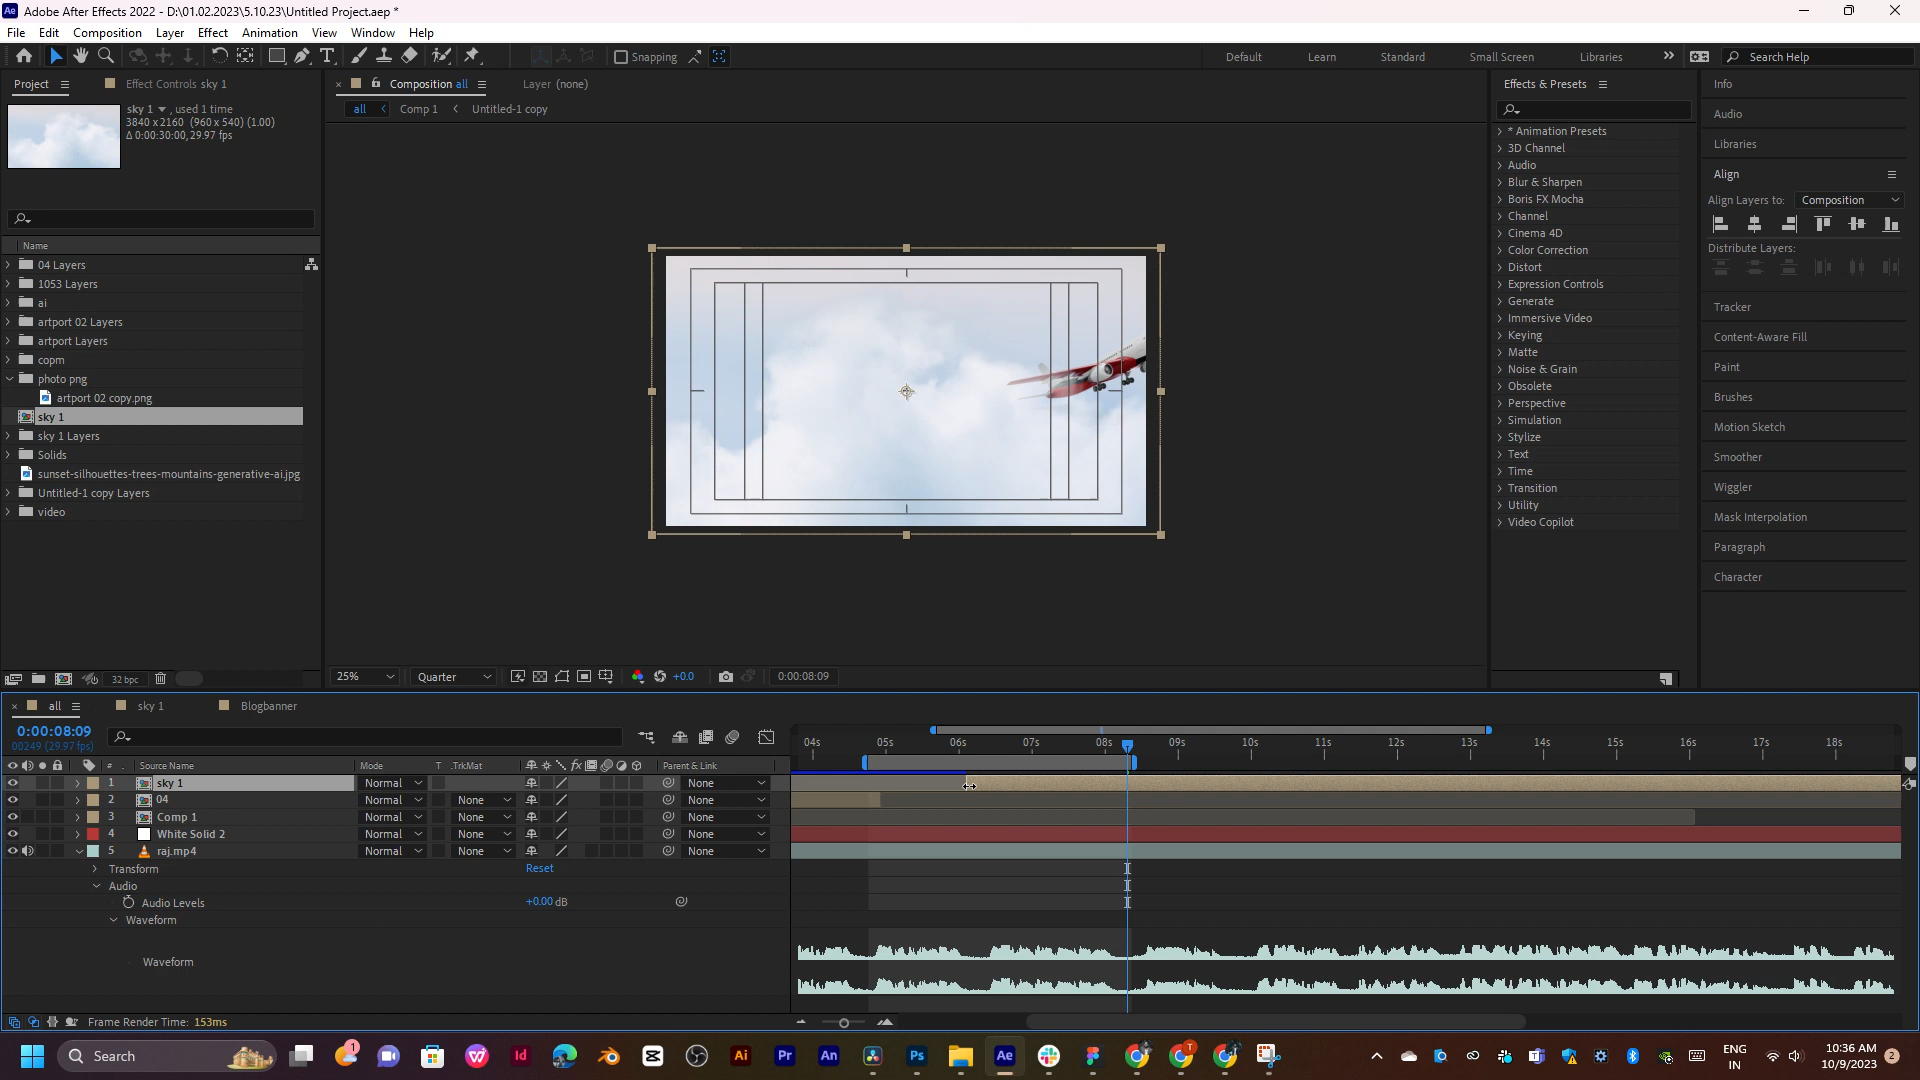 Adobe After Effects 2022 - D:\01.02.2023\5.10.23\Untitled Project.aep *
File Edit Composition Layer Effect Animation View Window Help
Snapping Default Learn Standard Small Screen Libraries Search Help
Project Effect Controls sky 1
Composition all Layer (none)
Effects & Presets
Info
sky 1 , used 1 time
3840 x 2160 (960 x 540) (1.00)
Δ 0:00:30:00, 29.97 fps
all Comp 1 Untitled-1 copy
Audio
Libraries
Align
Align Layers to: Composition
Distribute Layers:
Tracker
Content-Aware Fill
Paint
Brushes
Motion Sketch
Smoother
Wiggler
Mask Interpolation
Paragraph
Character
* Animation Presets
3D Channel
Audio
Blur & Sharpen
Boris FX Mocha
Channel
Cinema 4D
Color Correction
Distort
Expression Controls
Generate
Immersive Video
Keying
Matte
Noise & Grain
Obsolete
Perspective
Simulation
Stylize
Text
Time
Transition
Utility
Video Copilot
Name
04 Layers
1053 Layers
ai
artport 02 Layers
artport Layers
copm
photo png
artport 02 copy.png
sky 1
sky 1 Layers
Solids
sunset-silhouettes-trees-mountains-generative-ai.jpg
Untitled-1 copy Layers
video
32 bpc
25% Quarter +0.0 0:00:08:09
all sky 1 Blogbanner
0:00:08:09
00249 (29.97 fps)
04s 05s 06s 07s 08s 09s 10s 11s 12s 13s 14s 15s 16s 17s 18s
# Source Name Mode T .TrkMat fx Parent & Link
1 sky 1 Normal None
2 04 Normal None None
3 Comp 1 Normal None None
4 White Solid 2 Normal None None
5 raj.mp4 Normal None None
Transform Reset
Audio
Audio Levels +0.00 dB
Waveform
Waveform
Frame Render Time: 153ms
Search
1
Id
Ai
Pr
An
Ps
Ae
T
ENG
IN
10:36 AM
10/9/2023
2